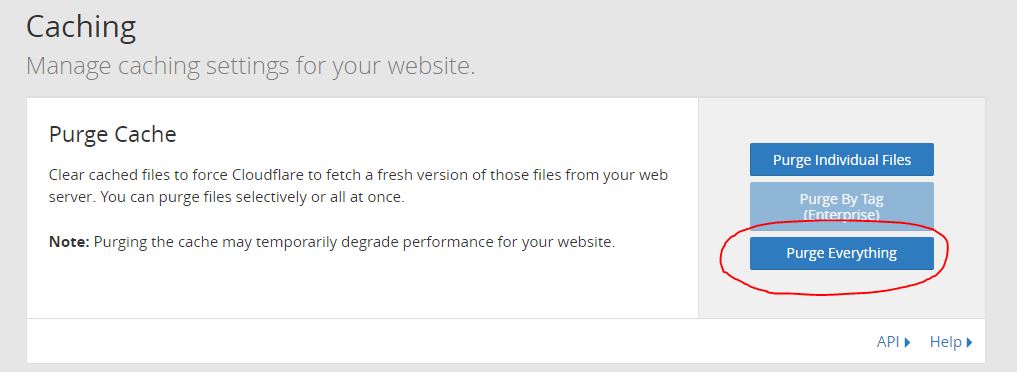 Caching
Manage caching settings for your website.
Purge Cache
Clear cached files to force Cloudflare to fetch a fresh version of those files from your web
server. You can purge files selectively or all at once.
Note: Purging the cache may temporarily degrade performance for your website.
Purge Individual Files
Purge By Tag
(Enterprise)
Purge Everything
API
Help